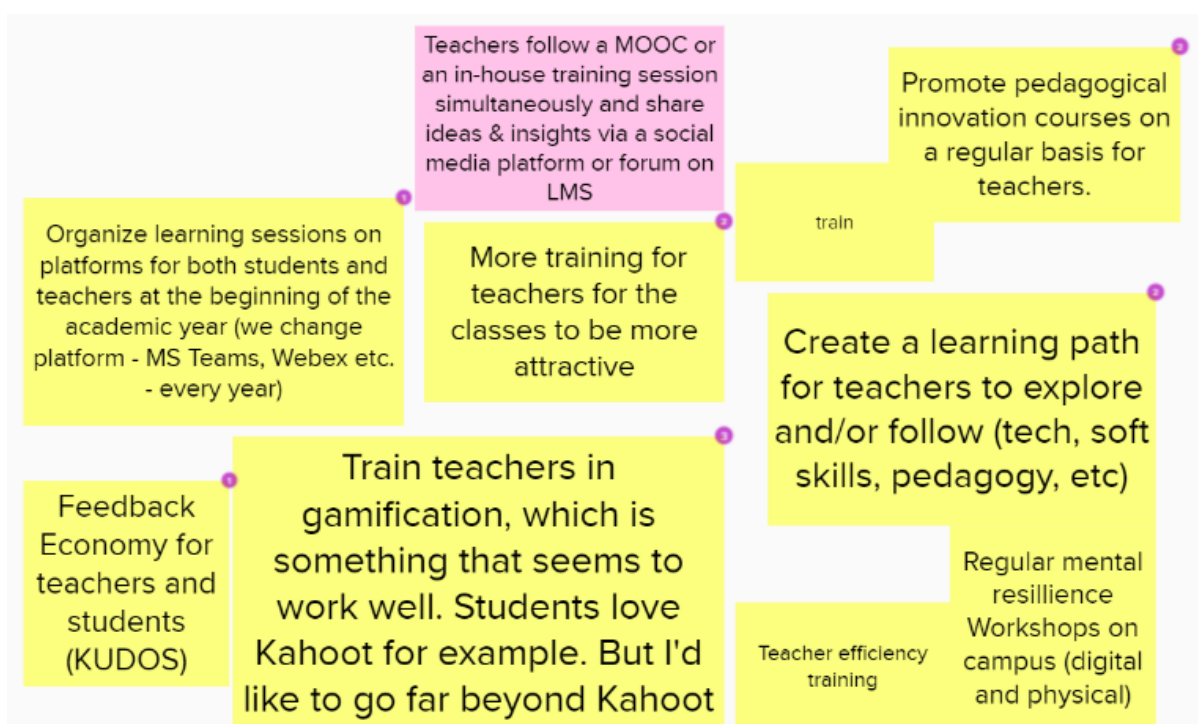 Teachers follow a MOOC or
an in-house training session
simultaneously and share
ideas & insights via a social
media platform or forum on
LMS
2
Promote pedagogical
innovation courses on
a regular basis for
teachers.
train
1
Organize learning sessions on
platforms for both students and
teachers at the beginning of the
academic year (we change
platform - MS Teams, Webex etc.
- every year)
2
More training for
teachers for the
classes to be more
attractive
2
Create a learning path
for teachers to explore
and/or follow (tech, soft
skills, pedagogy, etc)
1
Feedback
Economy for
teachers and
students
(KUDOS)
3
Train teachers in
gamification, which is
something that seems to
work well. Students love
Kahoot for example. But I'd
like to go far beyond Kahoot
Teacher efficiency
training
Regular mental
resillience
Workshops on
campus (digital
and physical)